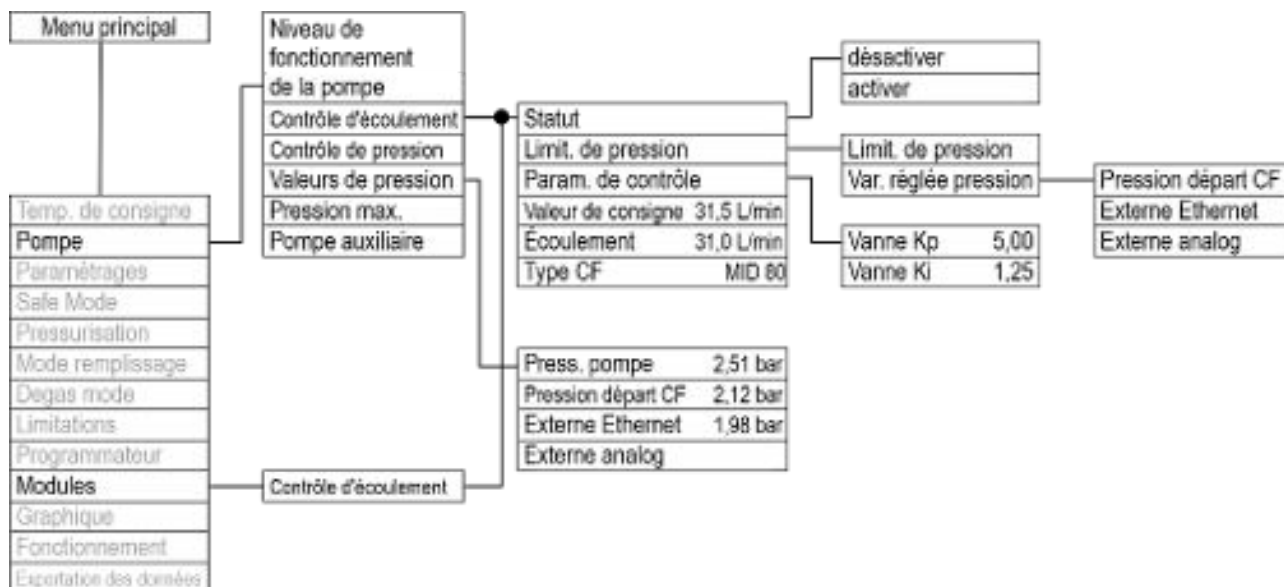 Menu principal
Temp. de consigne
Pompe
Paramétrages
Safe Mode
Pressurisation
Mode remplissage
Degas mode
Limitations
Programmateur
Modules
Graphique
Fonctionnement
Exportation des données
Niveau de
fonctionnement
de la pompe
Contrôle d'écoulement
Contrôle de pression
Valeurs de pression
Pression max.
Pompe auxiliaire
Contrôle d'écoulement
Statut
Limit. de pression
Param. de contrôle
Valeur de consigne 31,5 L/min
Écoulement 31,0 L/min
Type CF MID 80
Press. pompe 2,51 bar
Pression départ CF 2,12 bar
Externe Ethernet 1,98 bar
Externe analog
désactiver
activer
Limit. de pression
Var. réglée pression
Vanne Kp 5,00
Vanne Ki 1,25
Pression départ CF
Externe Ethernet
Externe analog